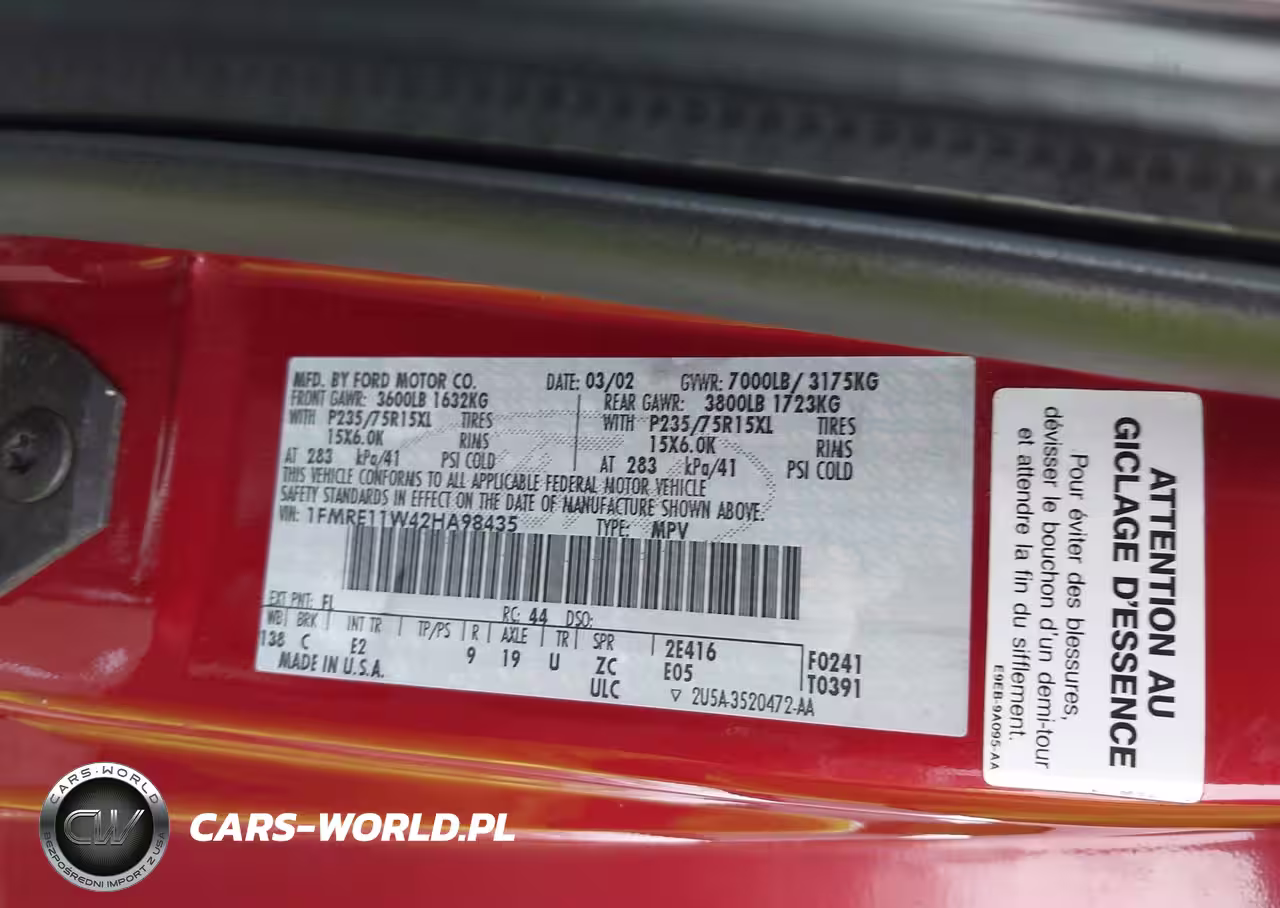 MFD. BY FORD MOTOR CO. DATE: 03/02 GVWR: 7000LB/ 3175KG
FRONT GAWR: 3600LB 1632KG REAR GAWR: 3800LB 1723KG
WITH P235/75R15XL TIRES WITH P235/75R15XL TIRES
15X6.0K RIMS 15X6.0K RIMS
AT 283 kPa/41 PSI COLD AT 283 kPa/41 PSI COLD
THIS VEHICLE CONFORMS TO ALL APPLICABLE FEDERAL MOTOR VEHICLE
SAFETY STANDARDS IN EFFECT ON THE DATE OF MANUFACTURE SHOWN ABOVE.
VIN: 1FMRE11W42HA98435 TYPE: MPV
EXT PNT: FL RC: 44 DSO:
WB BRK INT TR TP/PS R AXLE TR SPR 2E416 F0241
138 C E2 9 19 U ZC E05 T0391
MADE IN U.S.A. ULC ▽ 2U5A-3520472-AA
ATTENTION AU
GICLAGE D'ESSENCE
Pour éviter des blessures,
dévisser le bouchon d'un demi-tour
et attendre la fin du sifflement.
E9EB-9A095-AA
CARS-WORLD
CW
BEZPOŚREDNI IMPORT Z USA
CARS-WORLD.PL